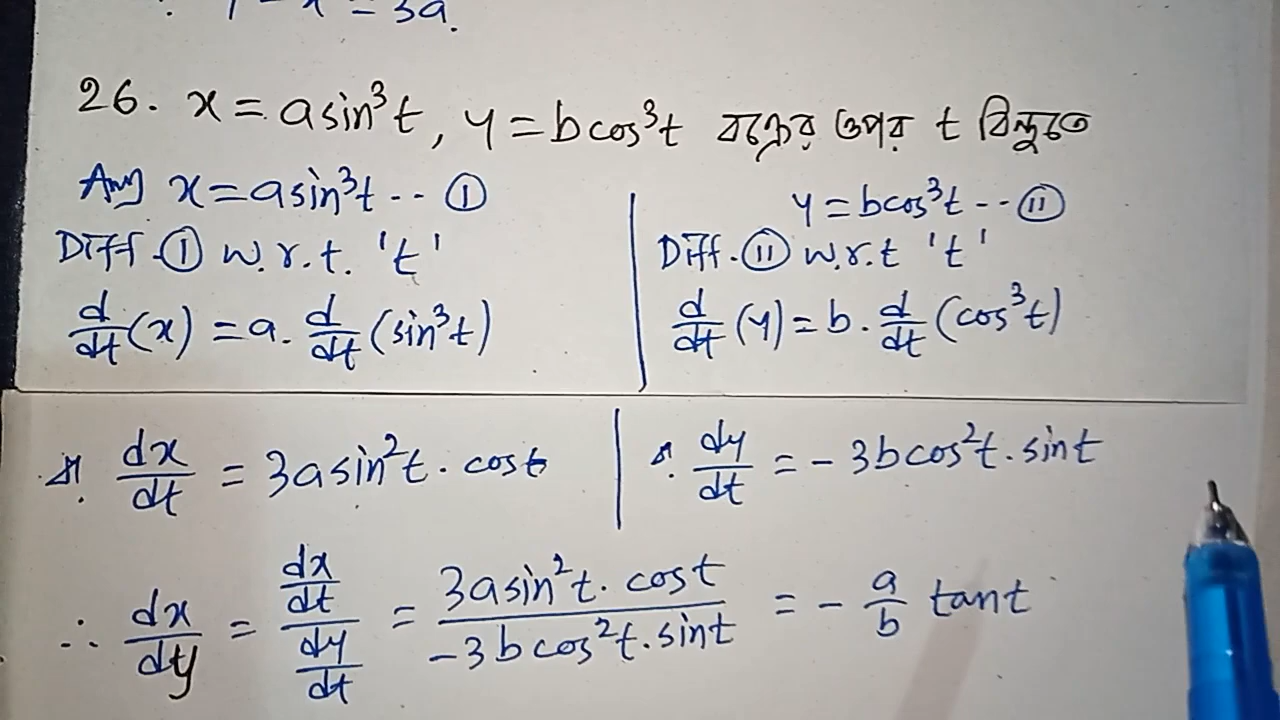 y - x = 3a.
26. x = a sin³t, y = b cos³t বক্রের ওপর t বিন্দুতে
Ans x = a sin³t -- ①
Diff. ① w.r.t. 't'
d/dt (x) = a. d/dt (sin³t)
y = b cos³t -- ⑪
Diff. ⑪ w.r.t 't'
d/dt (y) = b. d/dt (cos³t)
dx/dt = 3a sin²t. cost
dy/dt = - 3b cos²t. sint
∴ dx/dy = (dx/dt)/(dy/dt) = (3a sin²t. cost)/(-3b cos²t. sint) = - a/b tant